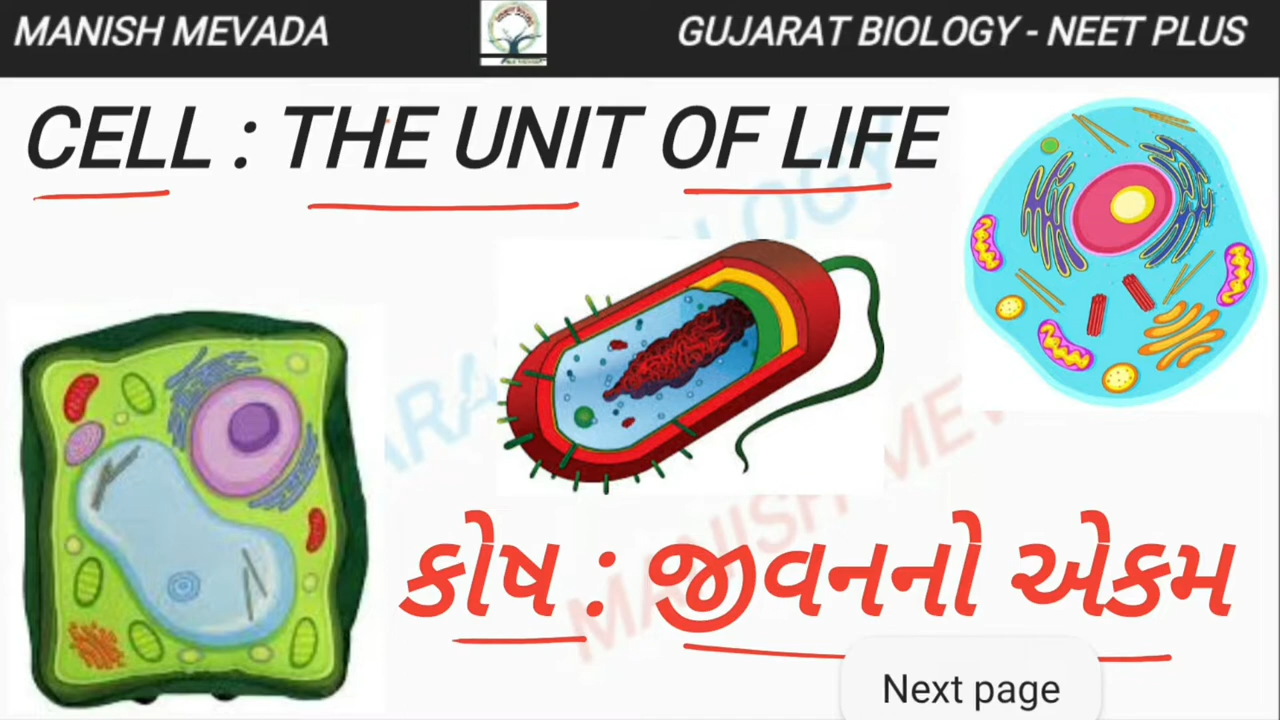 MANISH MEVADA
GUJARAT BIOLOGY - NEET PLUS
CELL : THE UNIT OF LIFE
કોષ : જીવનનો એકમ
Next page